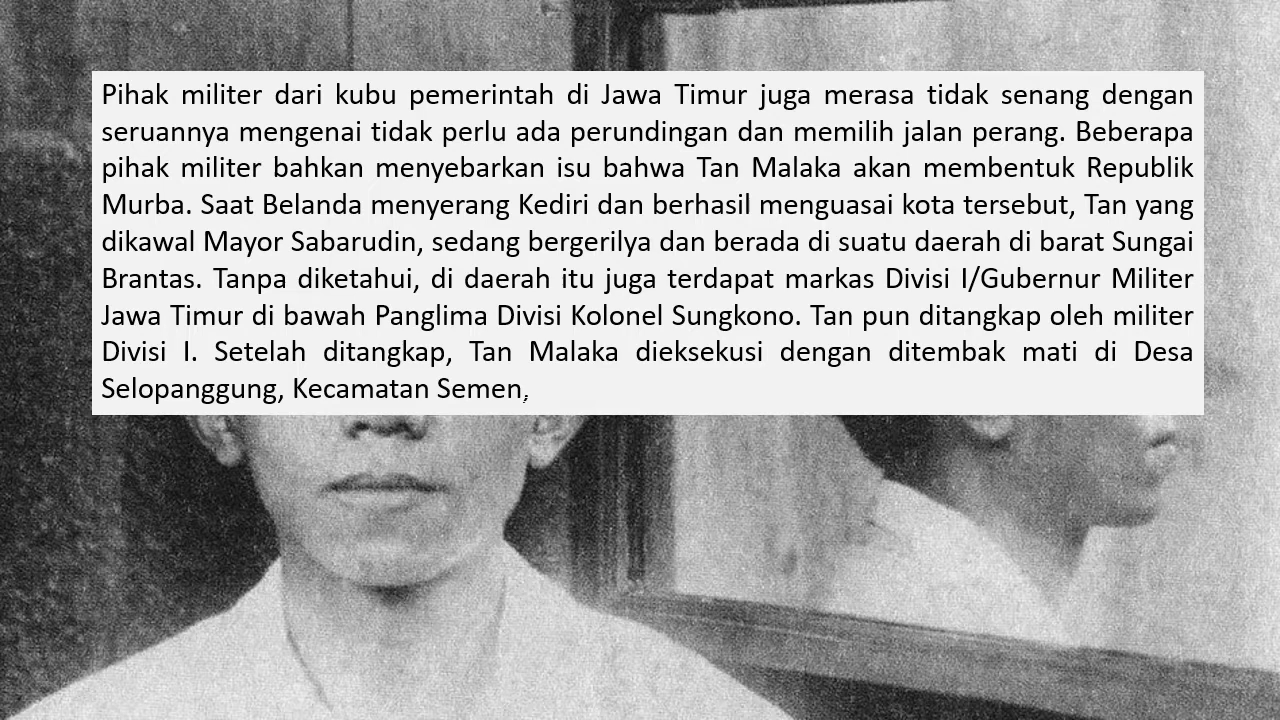 Pihak militer dari kubu pemerintah di Jawa Timur juga merasa tidak senang dengan
seruannya mengenai tidak perlu ada perundingan dan memilih jalan perang. Beberapa
pihak militer bahkan menyebarkan isu bahwa Tan Malaka akan membentuk Republik
Murba. Saat Belanda menyerang Kediri dan berhasil menguasai kota tersebut, Tan yang
dikawal Mayor Sabarudin, sedang bergerilya dan berada di suatu daerah di barat Sungai
Brantas. Tanpa diketahui, di daerah itu juga terdapat markas Divisi I/Gubernur Militer
Jawa Timur di bawah Panglima Divisi Kolonel Sungkono. Tan pun ditangkap oleh militer
Divisi I. Setelah ditangkap, Tan Malaka dieksekusi dengan ditembak mati di Desa
Selopanggung, Kecamatan Semen,